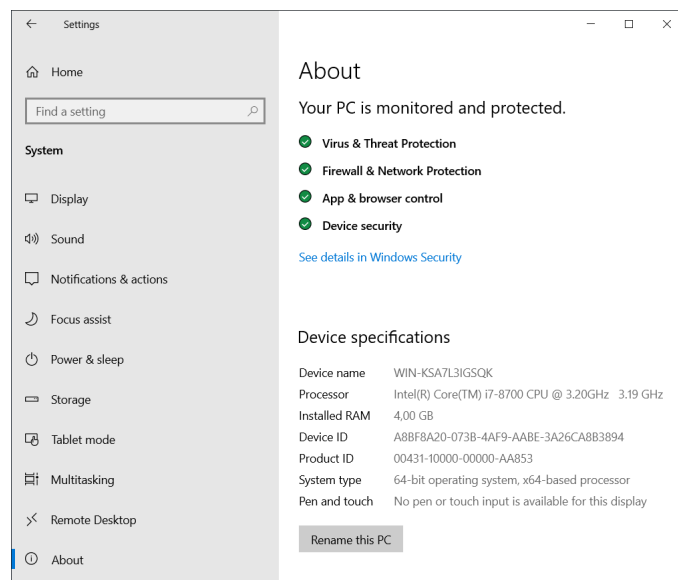 Settings
Home
Find a setting
System
Display
Sound
Notifications & actions
Focus assist
Power & sleep
Storage
Tablet mode
Multitasking
Remote Desktop
About
About
Your PC is monitored and protected.
Virus & Threat Protection
Firewall & Network Protection
App & browser control
Device security
See details in Windows Security
Device specifications
Device name WIN-KSA7L3IGSQK
Processor Intel(R) Core(TM) i7-8700 CPU @ 3.20GHz 3.19 GHz
Installed RAM 4,00 GB
Device ID A8BF8A20-073B-4AF9-AABE-3A26CA8B3894
Product ID 00431-10000-00000-AA853
System type 64-bit operating system, x64-based processor
Pen and touch No pen or touch input is available for this display
Rename this PC